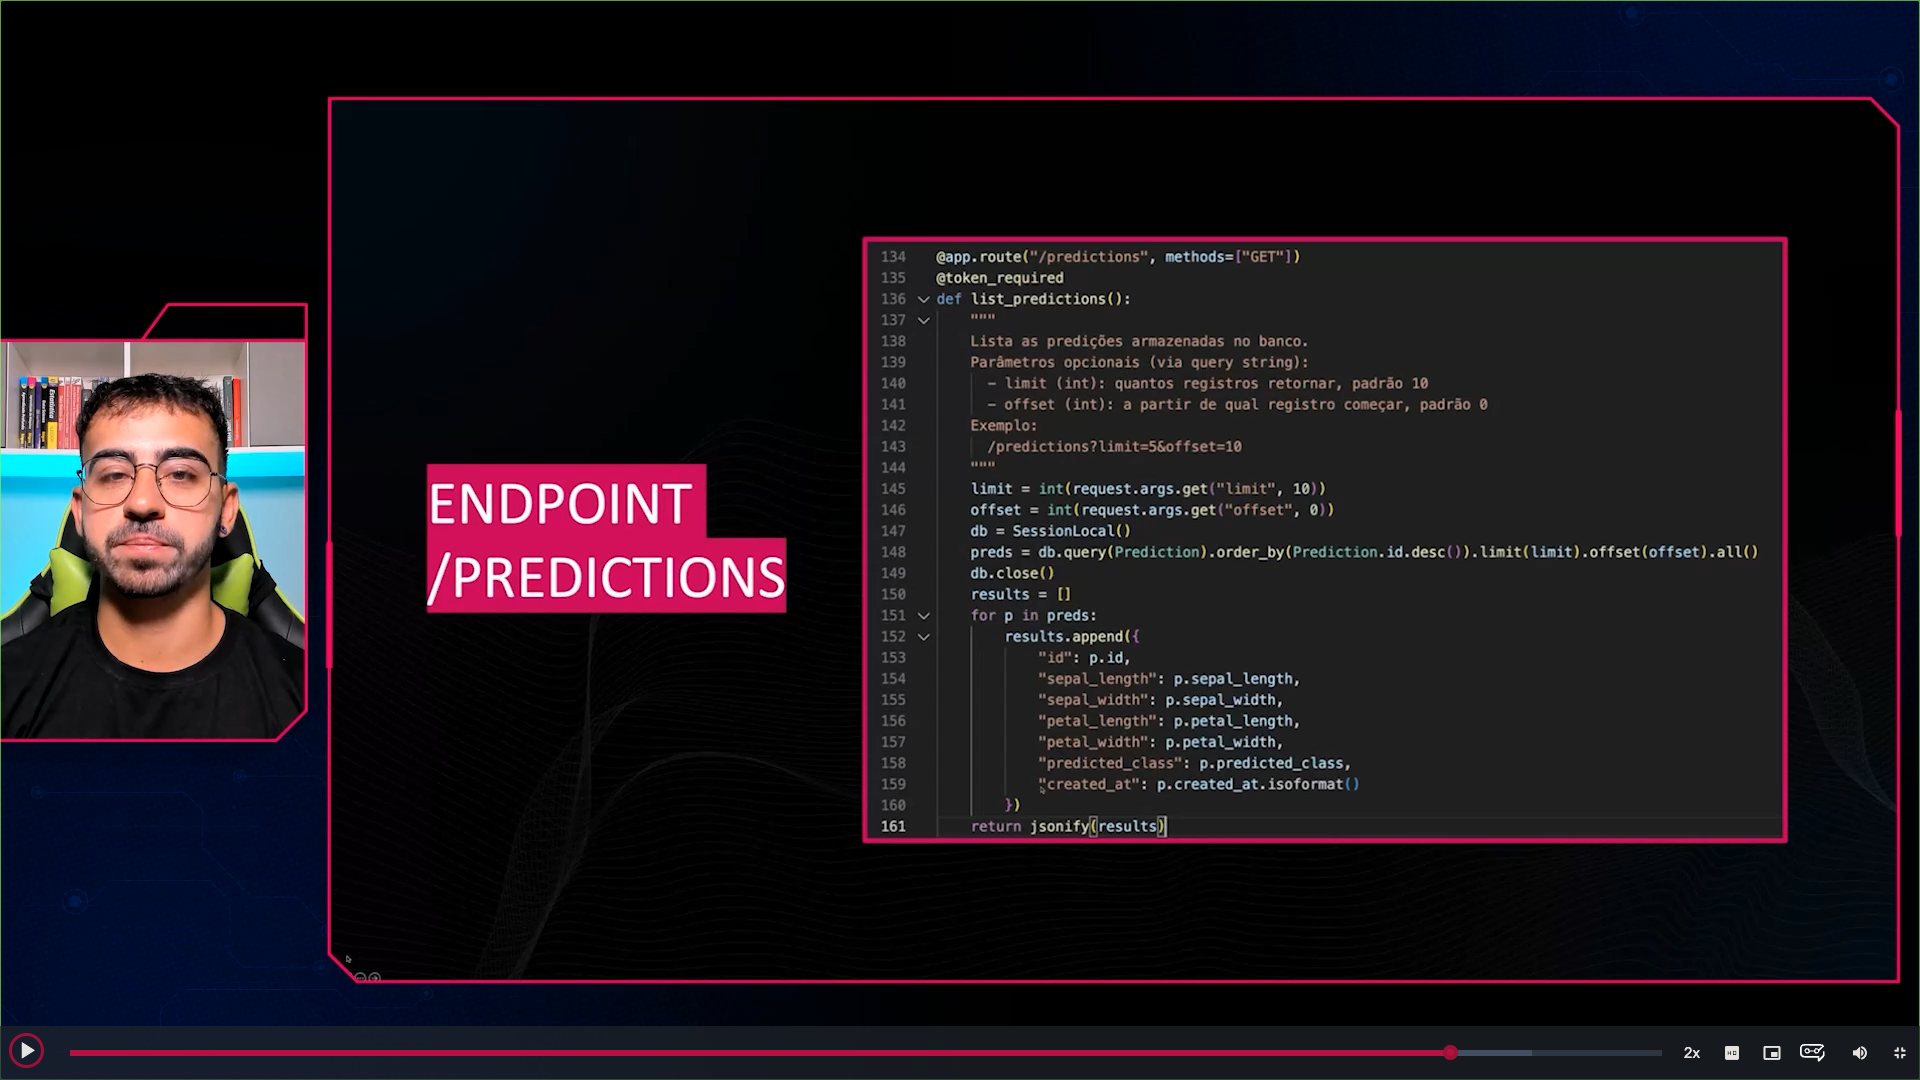 ENDPOINT
/PREDICTIONS
134 @app.route("/predictions", methods=["GET"])
135 @token_required
136 def list_predictions():
137 """
138 Lista as predições armazenadas no banco.
139 Parâmetros opcionais (via query string):
140 - limit (int): quantos registros retornar, padrão 10
141 - offset (int): a partir de qual registro começar, padrão 0
142 Exemplo:
143 /predictions?limit=5&offset=10
144 """
145 limit = int(request.args.get("limit", 10))
146 offset = int(request.args.get("offset", 0))
147 db = SessionLocal()
148 preds = db.query(Prediction).order_by(Prediction.id.desc()).limit(limit).offset(offset).all()
149 db.close()
150 results = []
151 for p in preds:
152 results.append({
153 "id": p.id,
154 "sepal_length": p.sepal_length,
155 "sepal_width": p.sepal_width,
156 "petal_length": p.petal_length,
157 "petal_width": p.petal_width,
158 "predicted_class": p.predicted_class,
159 "created_at": p.created_at.isoformat()
160 })
161 return jsonify(results)
2x
HD